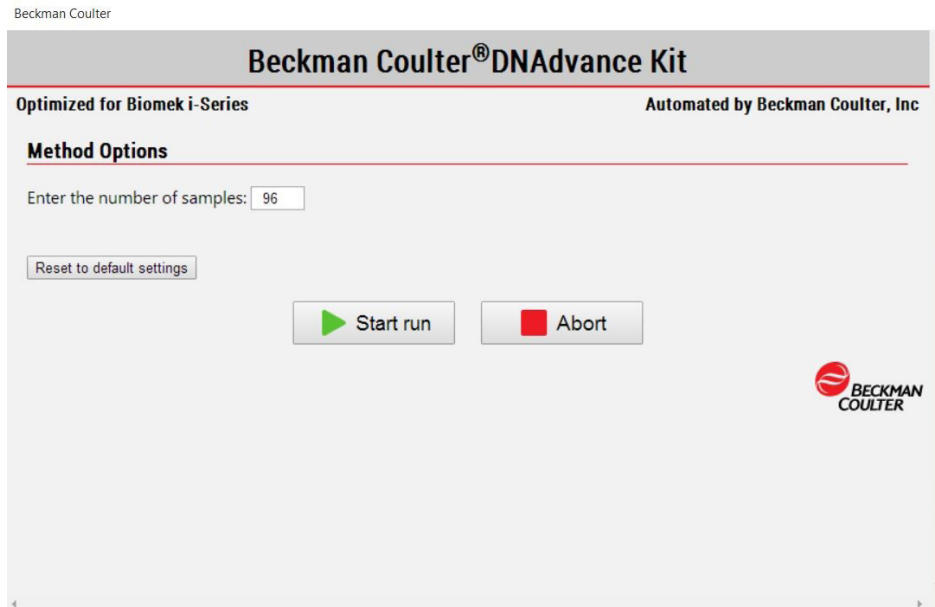 Beckman Coulter
Beckman Coulter®DNAdvance Kit
Optimized for Biomek i-Series
Automated by Beckman Coulter, Inc
Method Options
Enter the number of samples: 96
Reset to default settings
Start run
Abort
BECKMAN
COULTER